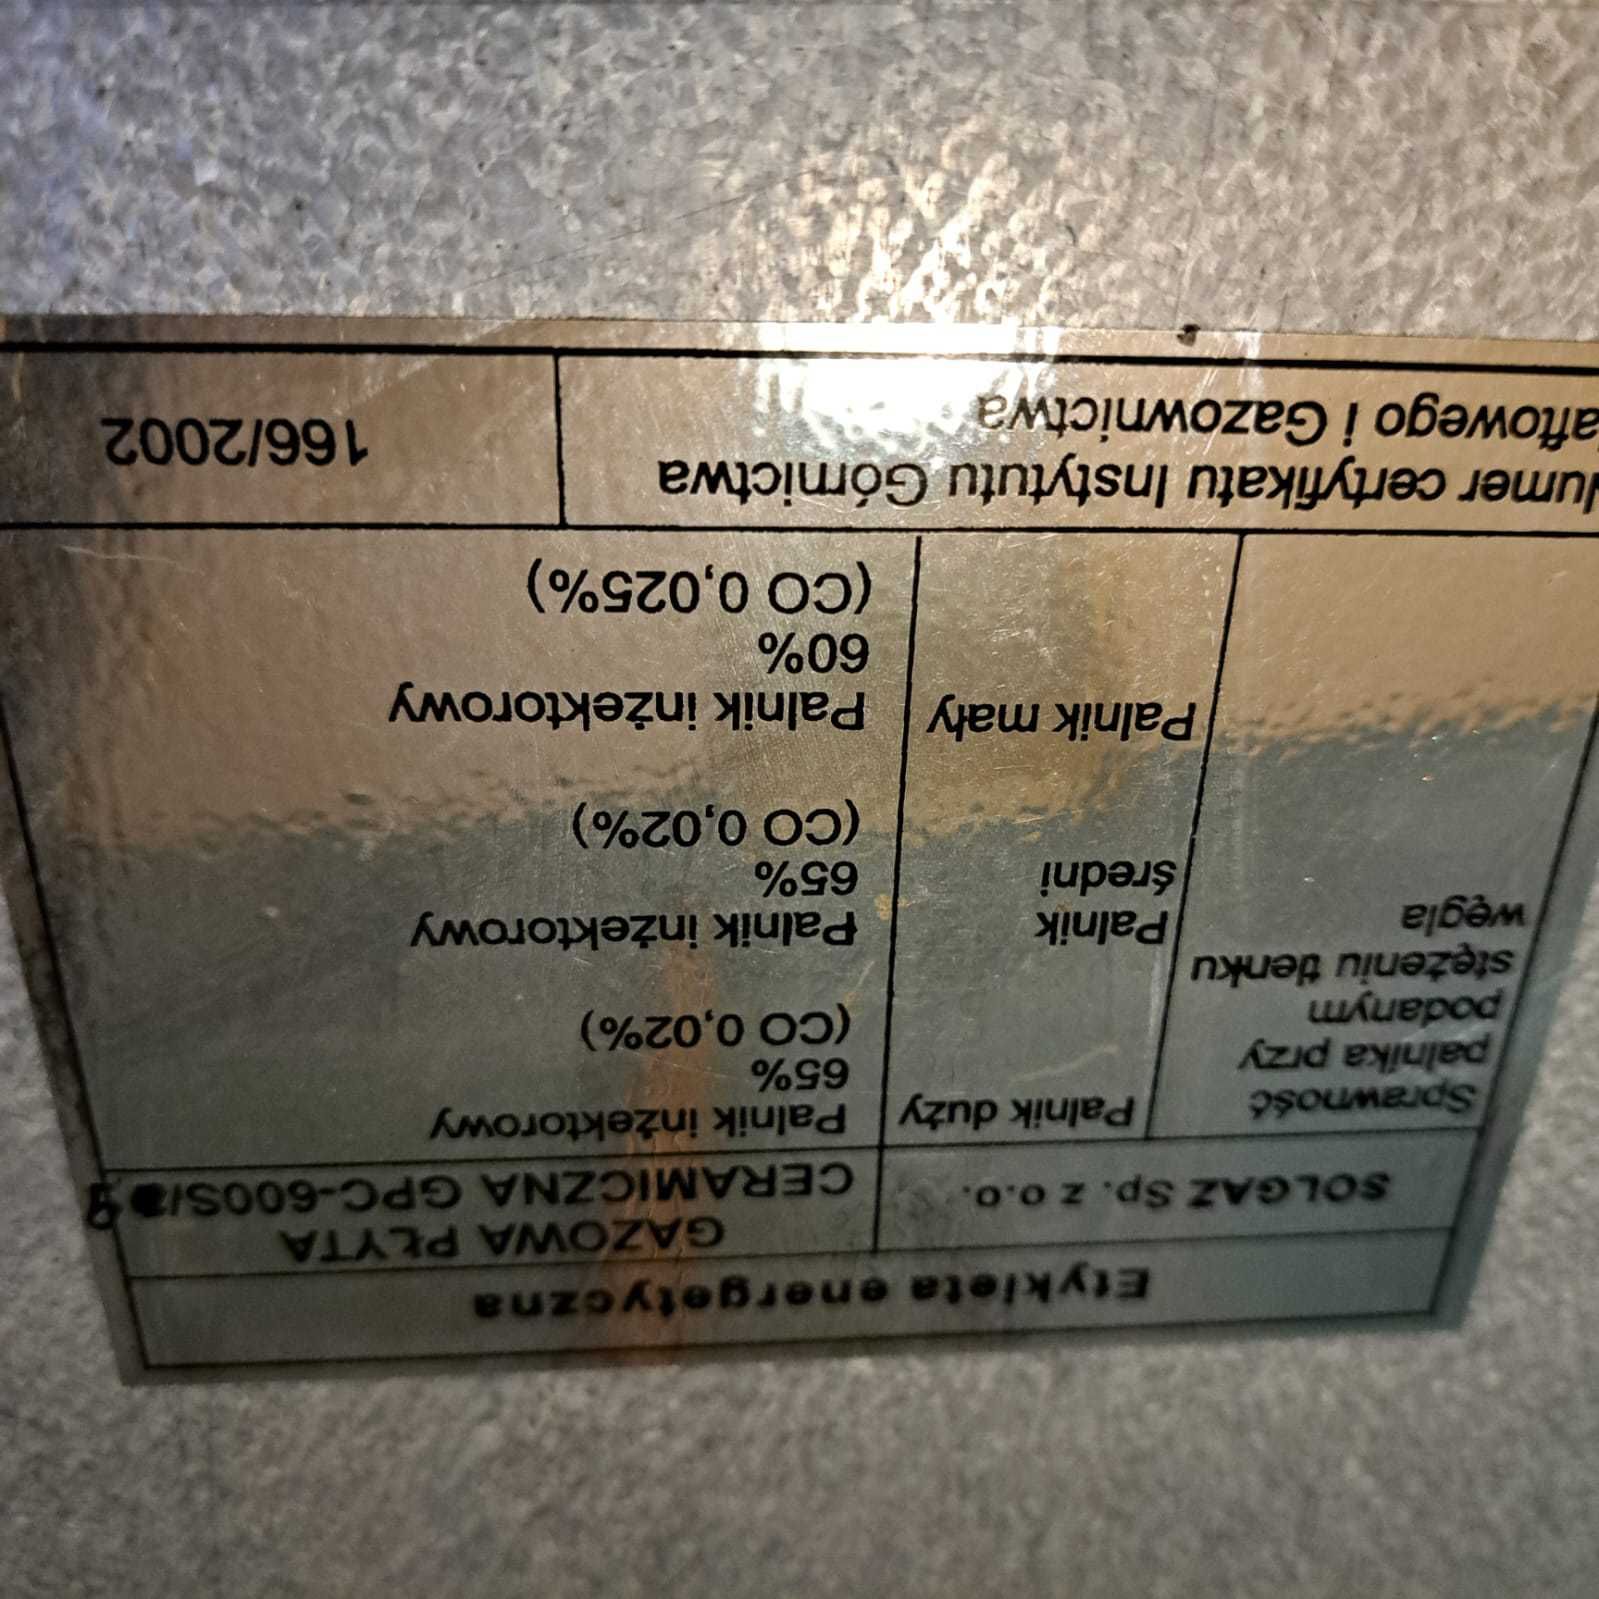 Etykieta energetyczna
SOLGAZ Sp. z o.o.
GAZOWA PŁYTA
CERAMICZNA GPC-600S/
Sprawność
palnika przy
podanym
stężeniu tlenku
węgla
Palnik duży
Palnik inżektorowy
65%
(CO 0,02%)
Palnik
średni
Palnik inżektorowy
65%
(CO 0,02%)
Palnik mały
Palnik inżektorowy
60%
(CO 0,025%)
Numer certyfikatu Instytutu Górnictwa
aftowego i Gazownictwa
166/2002